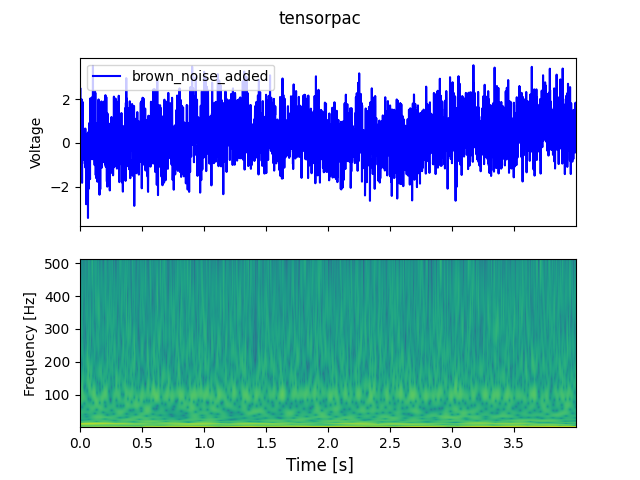 tensorpac
brown_noise_added
Voltage
2
0
−2
Frequency [Hz]
500
400
300
200
100
0.0 0.5 1.0 1.5 2.0 2.5 3.0 3.5
Time [s]